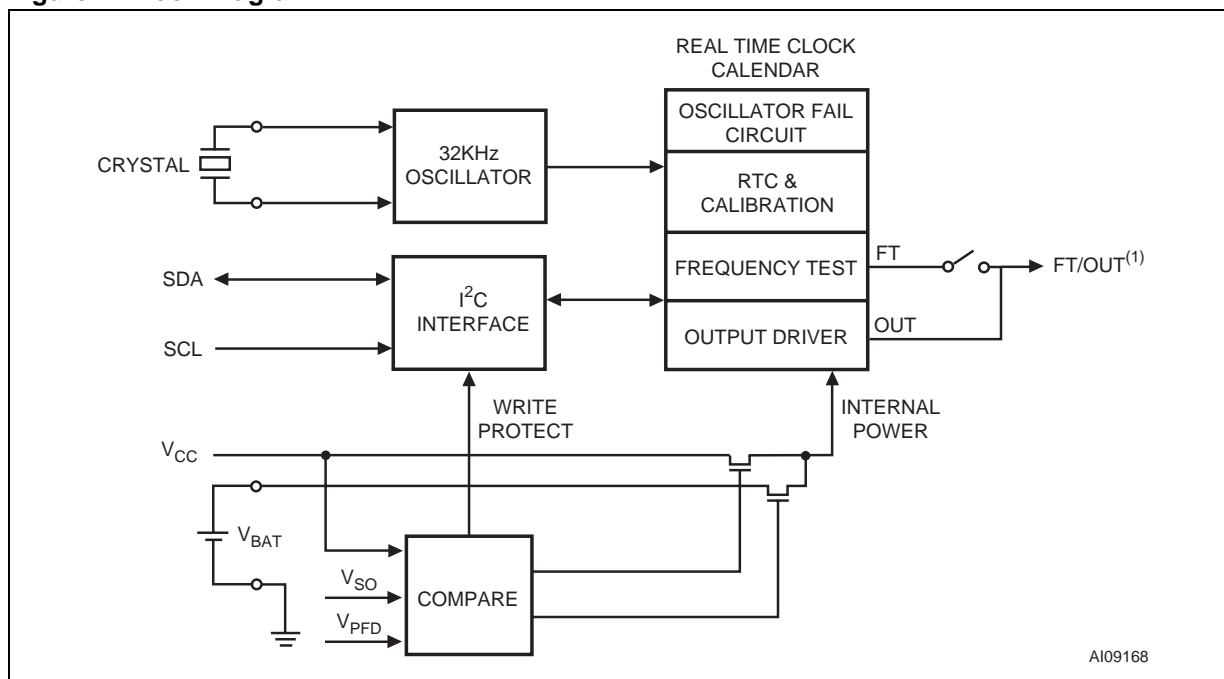 REAL TIME CLOCK
CALENDAR
OSCILLATOR FAIL
CIRCUIT
CRYSTAL
32KHz
OSCILLATOR
RTC &
CALIBRATION
FREQUENCY TEST
FT
FT/OUT(1)
SDA
I2C
INTERFACE
SCL
OUTPUT DRIVER
OUT
WRITE
PROTECT
INTERNAL
POWER
VCC
VBAT
VSO
COMPARE
VPFD
AI09168